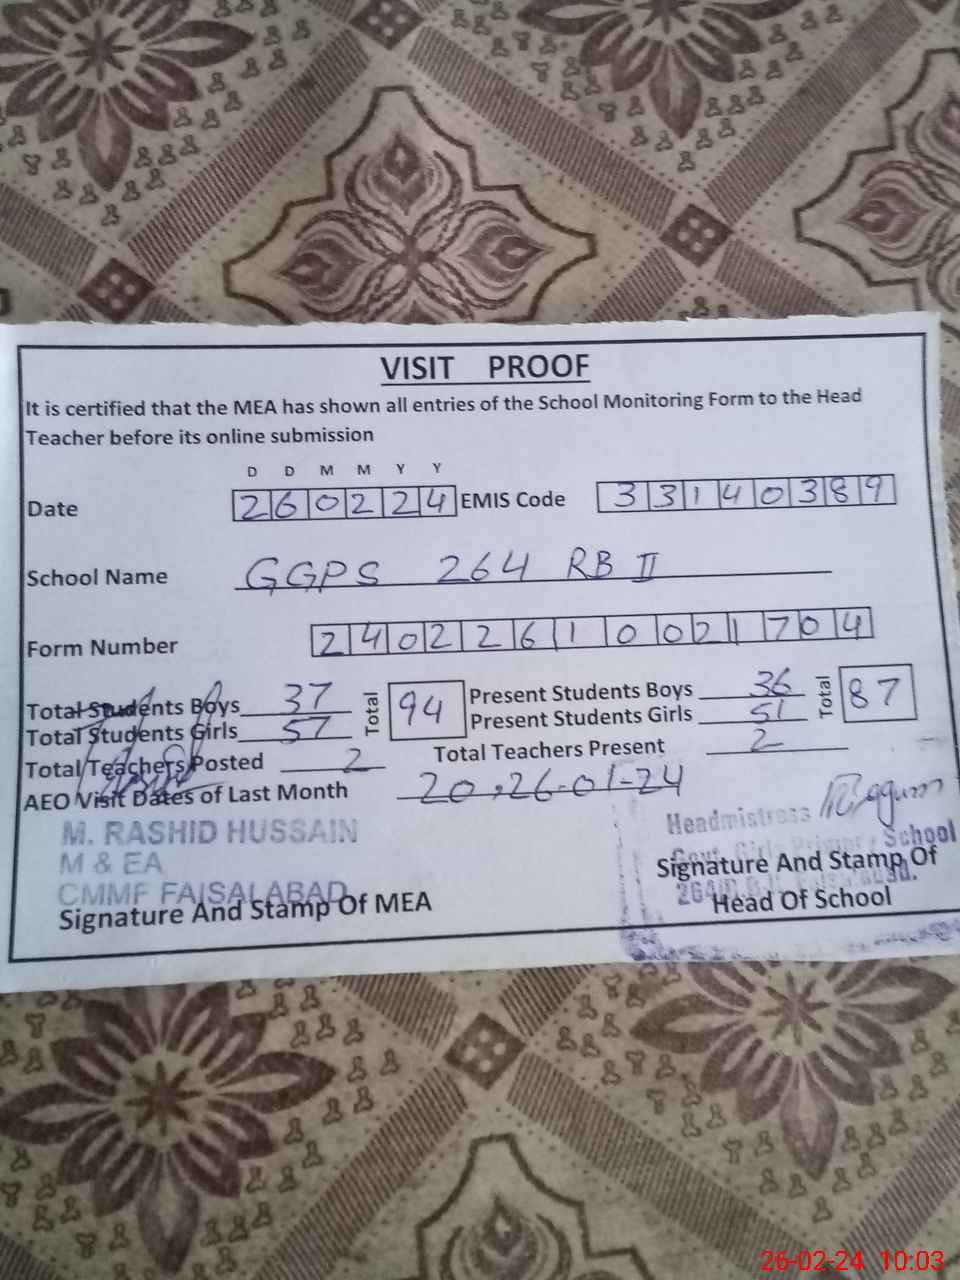 VISIT PROOF
It is certified that the MEA has shown all entries of the School Monitoring Form to the Head
Teacher before its online submission
D D M M Y Y
Date 260224 EMIS Code 33140389
School Name GGPS 264 RB II
Form Number 24022610021704
Total Students Boys 37 Total 94 Present Students Boys 36 Total 87
Total Students Girls 57 Present Students Girls 51
Total Teachers Posted 2 Total Teachers Present 2
AEO Visit Dates of Last Month 20,26-01-24
M. RASHID HUSSAIN
M & EA
CMMF FAISALABAD
Signature And Stamp Of MEA
Headmistress
Govt. Girls Primary School
Signature And Stamp Of
Head Of School
26-02-24 10:03